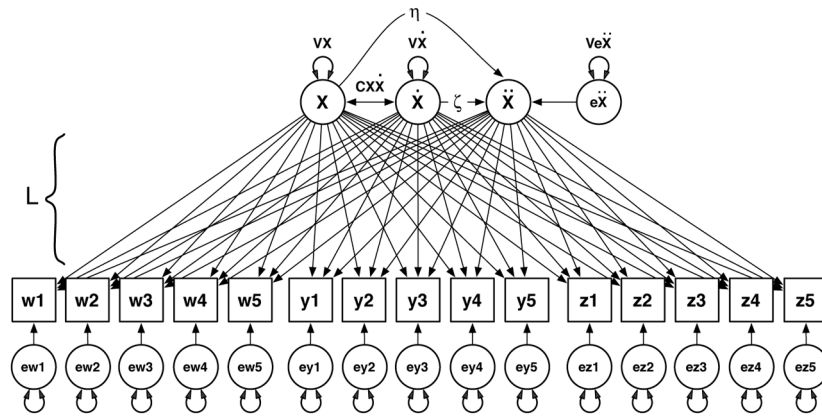 η
VX VẊ VeẌ
CXẊ
X Ẋ ζ Ẍ eẌ
L
w1 w2 w3 w4 w5 y1 y2 y3 y4 y5 z1 z2 z3 z4 z5
ew1 ew2 ew3 ew4 ew5 ey1 ey2 ey3 ey4 ey5 ez1 ez2 ez3 ez4 ez5